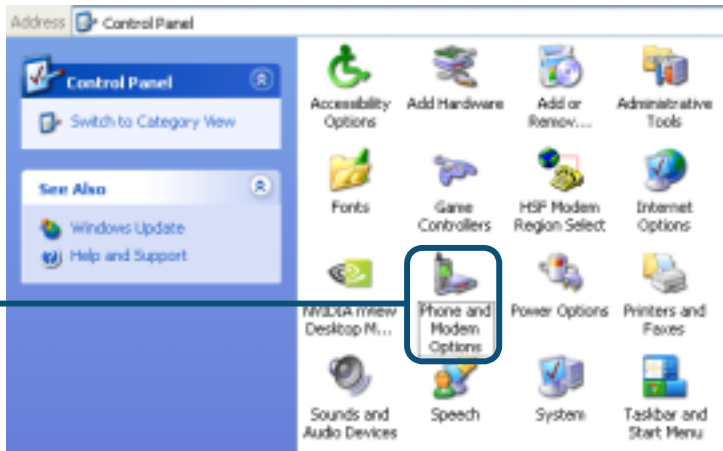 Address Control Panel
Control Panel
Switch to Category View
See Also
Windows Update
Help and Support
Accessibility
Options
Add Hardware
Add or
Remov....
Administrative
Tools
Fonts
Game
Controllers
HSF Modem
Region Select
Internet
Options
NVIDIA nView
Desktop M...
Phone and
Modem
Options
Power Options
Printers and
Faxes
Sounds and
Audio Devices
Speech
System
Taskbar and
Start Menu